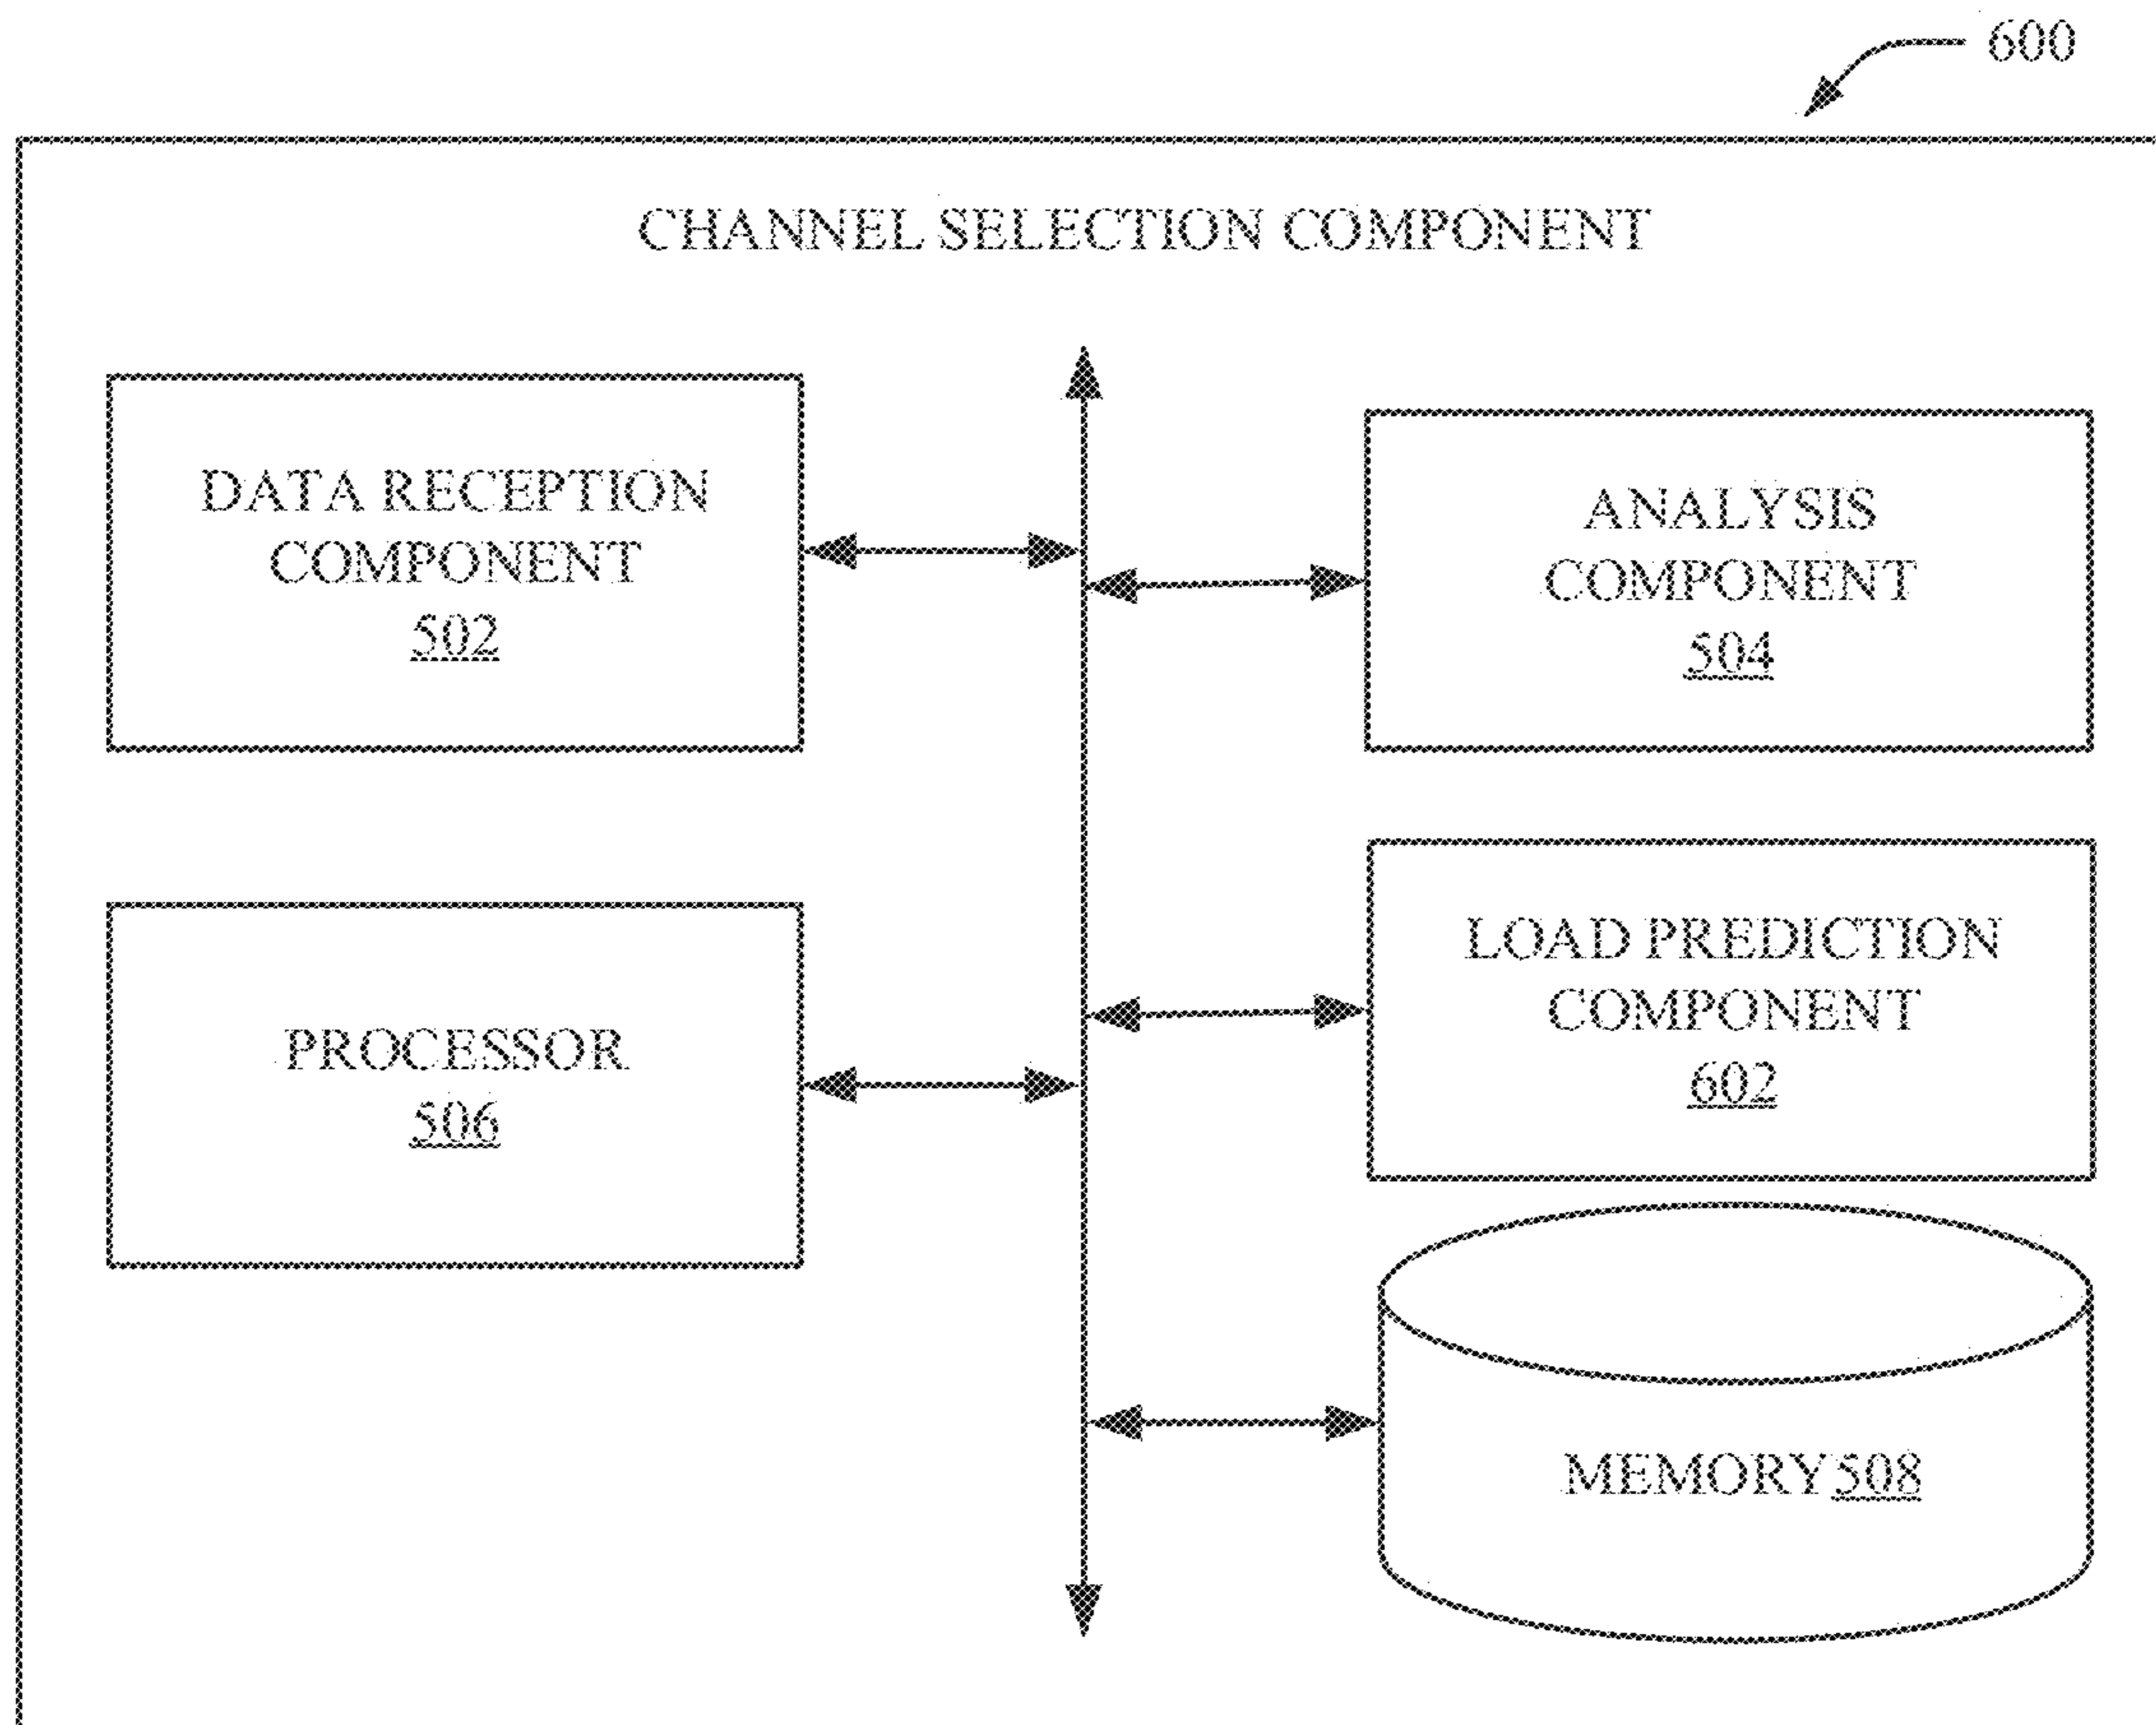 600
CHANNEL SELECTION COMPONENT
DATA RECEPTION
COMPONENT
502
ANALYSIS
COMPONENT
504
PROCESSOR
506
LOAD PREDICTION
COMPONENT
602
MEMORY 508